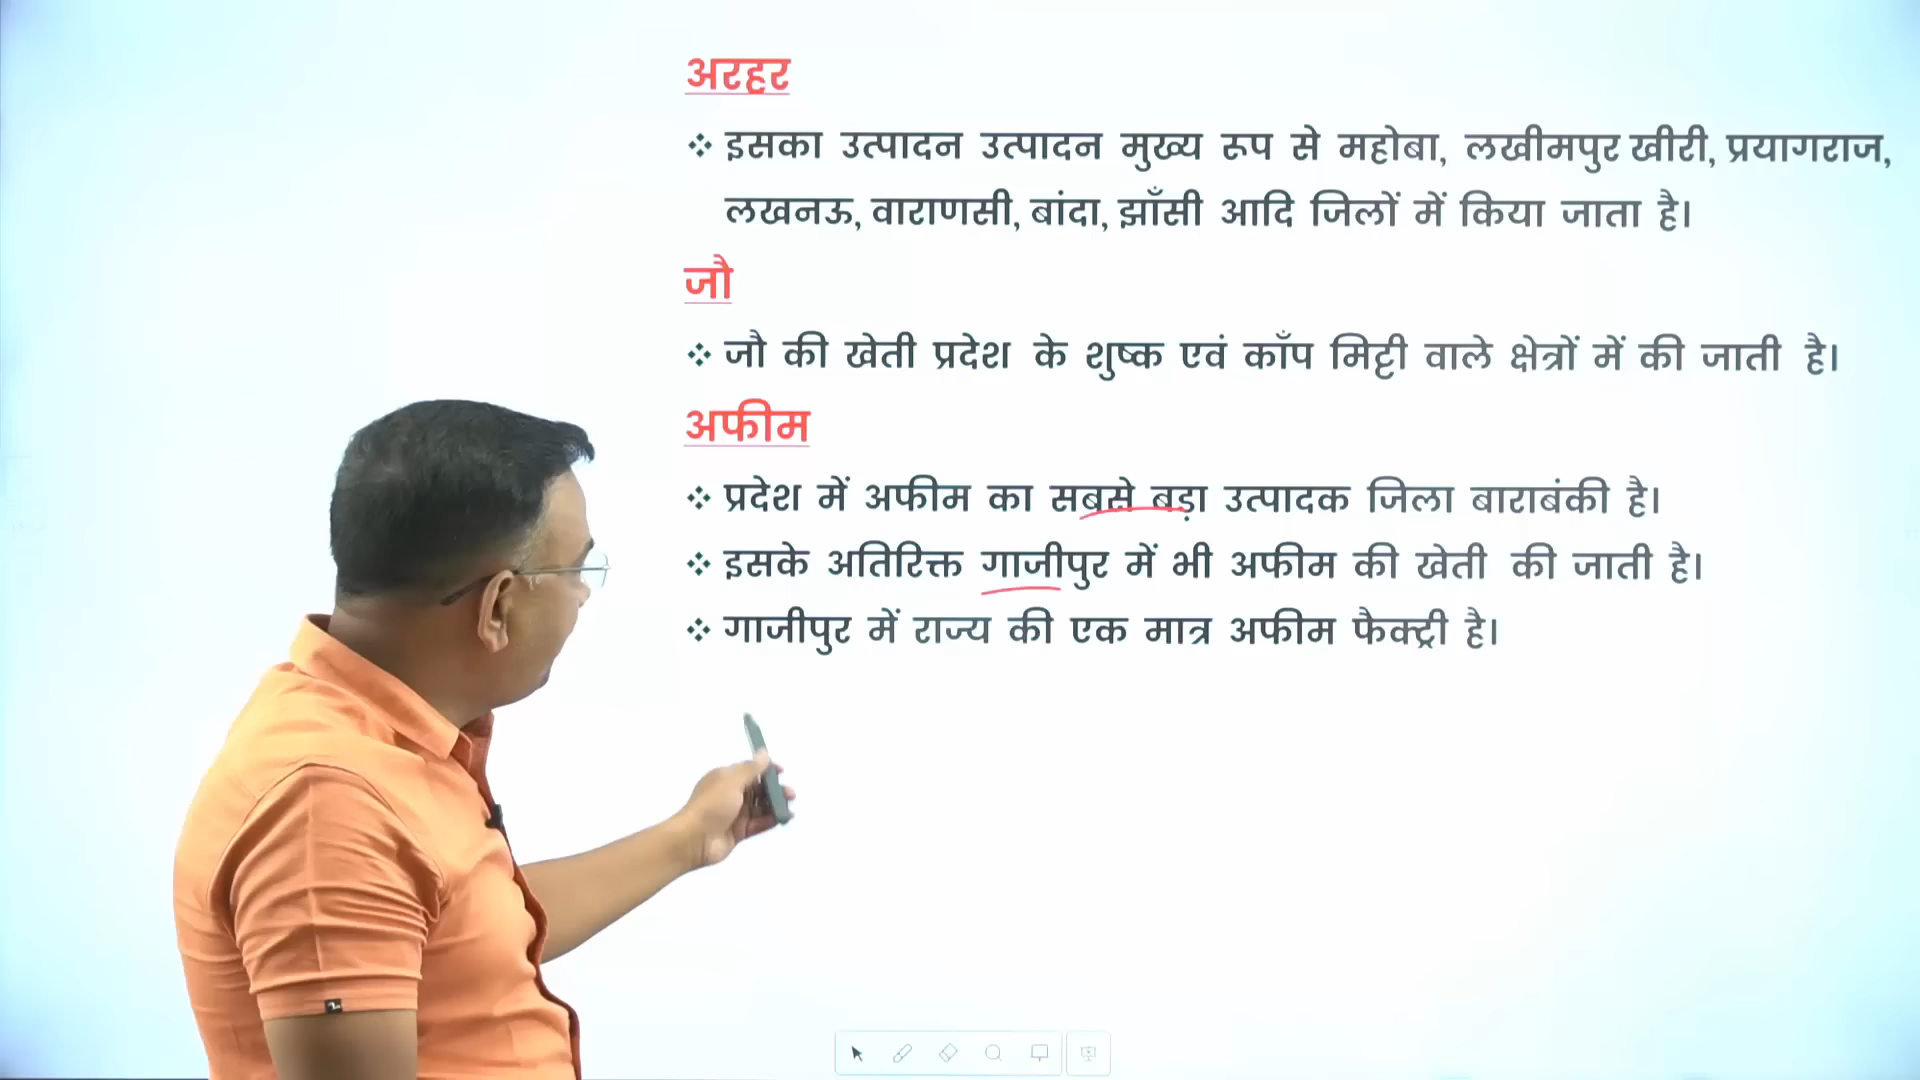 अरहर
❖ इसका उत्पादन उत्पादन मुख्य रूप से महोबा, लखीमपुर खीरी, प्रयागराज,
लखनऊ, वाराणसी, बांदा, झाँसी आदि जिलों में किया जाता है।
जौ
❖ जौ की खेती प्रदेश के शुष्क एवं काँप मिट्टी वाले क्षेत्रों में की जाती है।
अफीम
❖ प्रदेश में अफीम का सबसे बड़ा उत्पादक जिला बाराबंकी है।
❖ इसके अतिरिक्त गाजीपुर में भी अफीम की खेती की जाती है।
❖ गाजीपुर में राज्य की एक मात्र अफीम फैक्ट्री है।